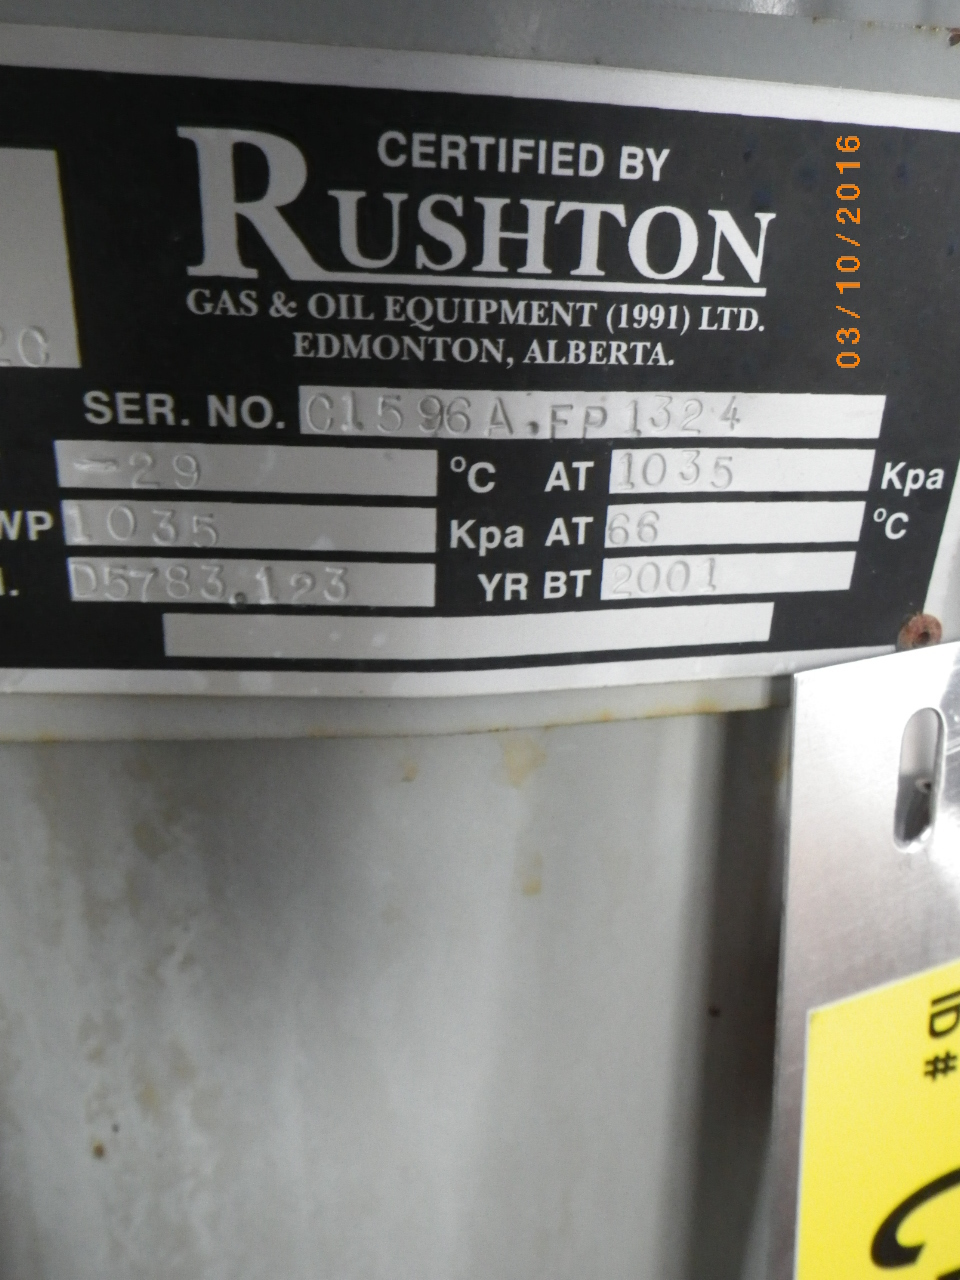 CERTIFIED BY
RUSHTON
GAS & OIL EQUIPMENT (1991) LTD.
EDMONTON, ALBERTA.
SER. NO. C1596A.FP1324
-29 °C AT 1035 Kpa
WP 1035 Kpa AT 66 °C
D5783.123 YR BT 2001
03/10/2016
ID #